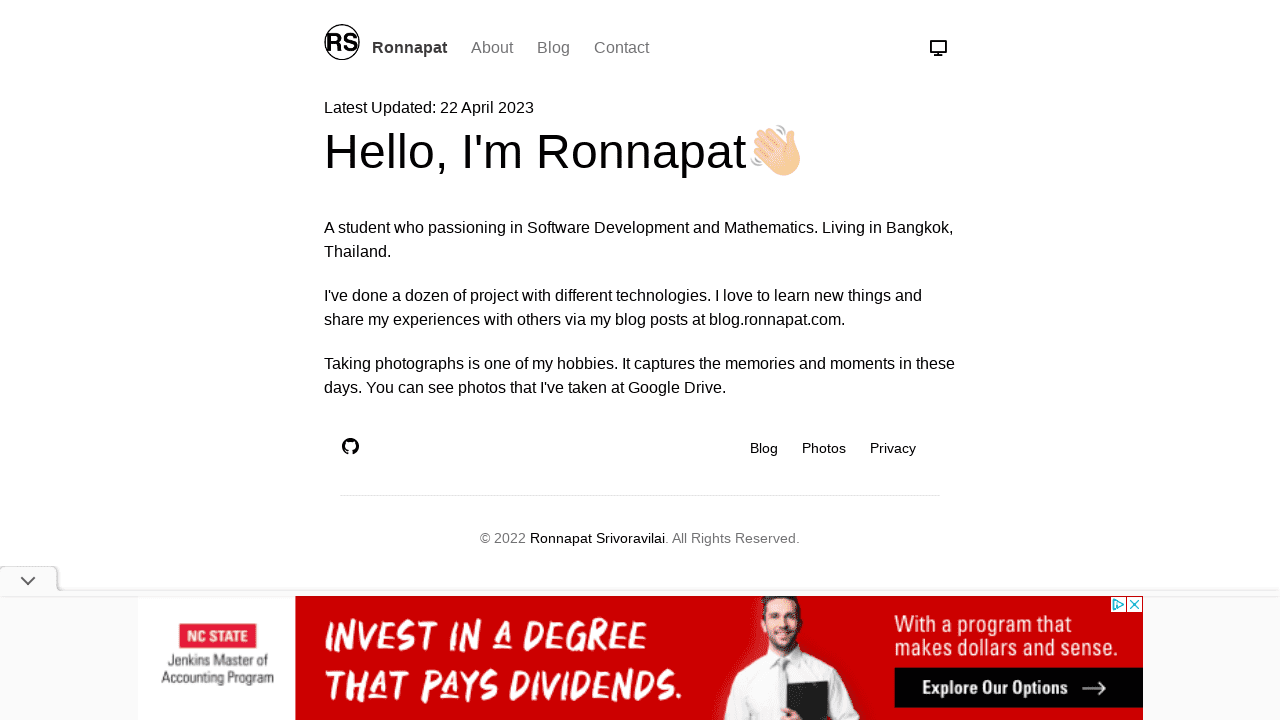 RS
Ronnapat About Blog Contact
Latest Updated: 22 April 2023
Hello, I'm Ronnapat
A student who passioning in Software Development and Mathematics. Living in Bangkok,
Thailand.
I've done a dozen of project with different technologies. I love to learn new things and
share my experiences with others via my blog posts at blog.ronnapat.com.
Taking photographs is one of my hobbies. It captures the memories and moments in these
days. You can see photos that I've taken at Google Drive.
Blog Photos Privacy
© 2022 Ronnapat Srivoravilai. All Rights Reserved.
NC STATE
Jenkins Master of
Accounting Program
INVEST IN A DEGREE
THAT PAYS DIVIDENDS.
With a program that
makes dollars and sense.
Explore Our Options